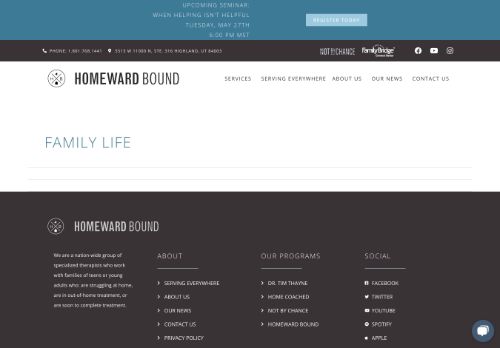 UPCOMING SEMINAR:
WHEN HELPING ISN'T HELPFUL
TUESDAY, MAY 27TH
6:00 PM MST
REGISTER TODAY
PHONE: 1.801.768.1441
5513 W 11000 N, STE. 316 HIGHLAND, UT 84003
NOT BY CHANCE
FamilyBridge
HOMEWARD BOUND
SERVICES
SERVING EVERYWHERE
ABOUT US
OUR NEWS
CONTACT US
FAMILY LIFE
HOMEWARD BOUND
We are a nation-wide group of
specialized therapists who work
with families of teens or young
adults who: are struggling at home,
are in out-of-home treatment, or
are soon to complete treatment.
ABOUT
SERVING EVERYWHERE
ABOUT US
OUR NEWS
CONTACT US
PRIVACY POLICY
OUR PROGRAMS
DR. TIM THAYNE
HOME COACHED
NOT BY CHANCE
HOMEWARD BOUND
SOCIAL
FACEBOOK
TWITTER
YOUTUBE
SPOTIFY
APPLE